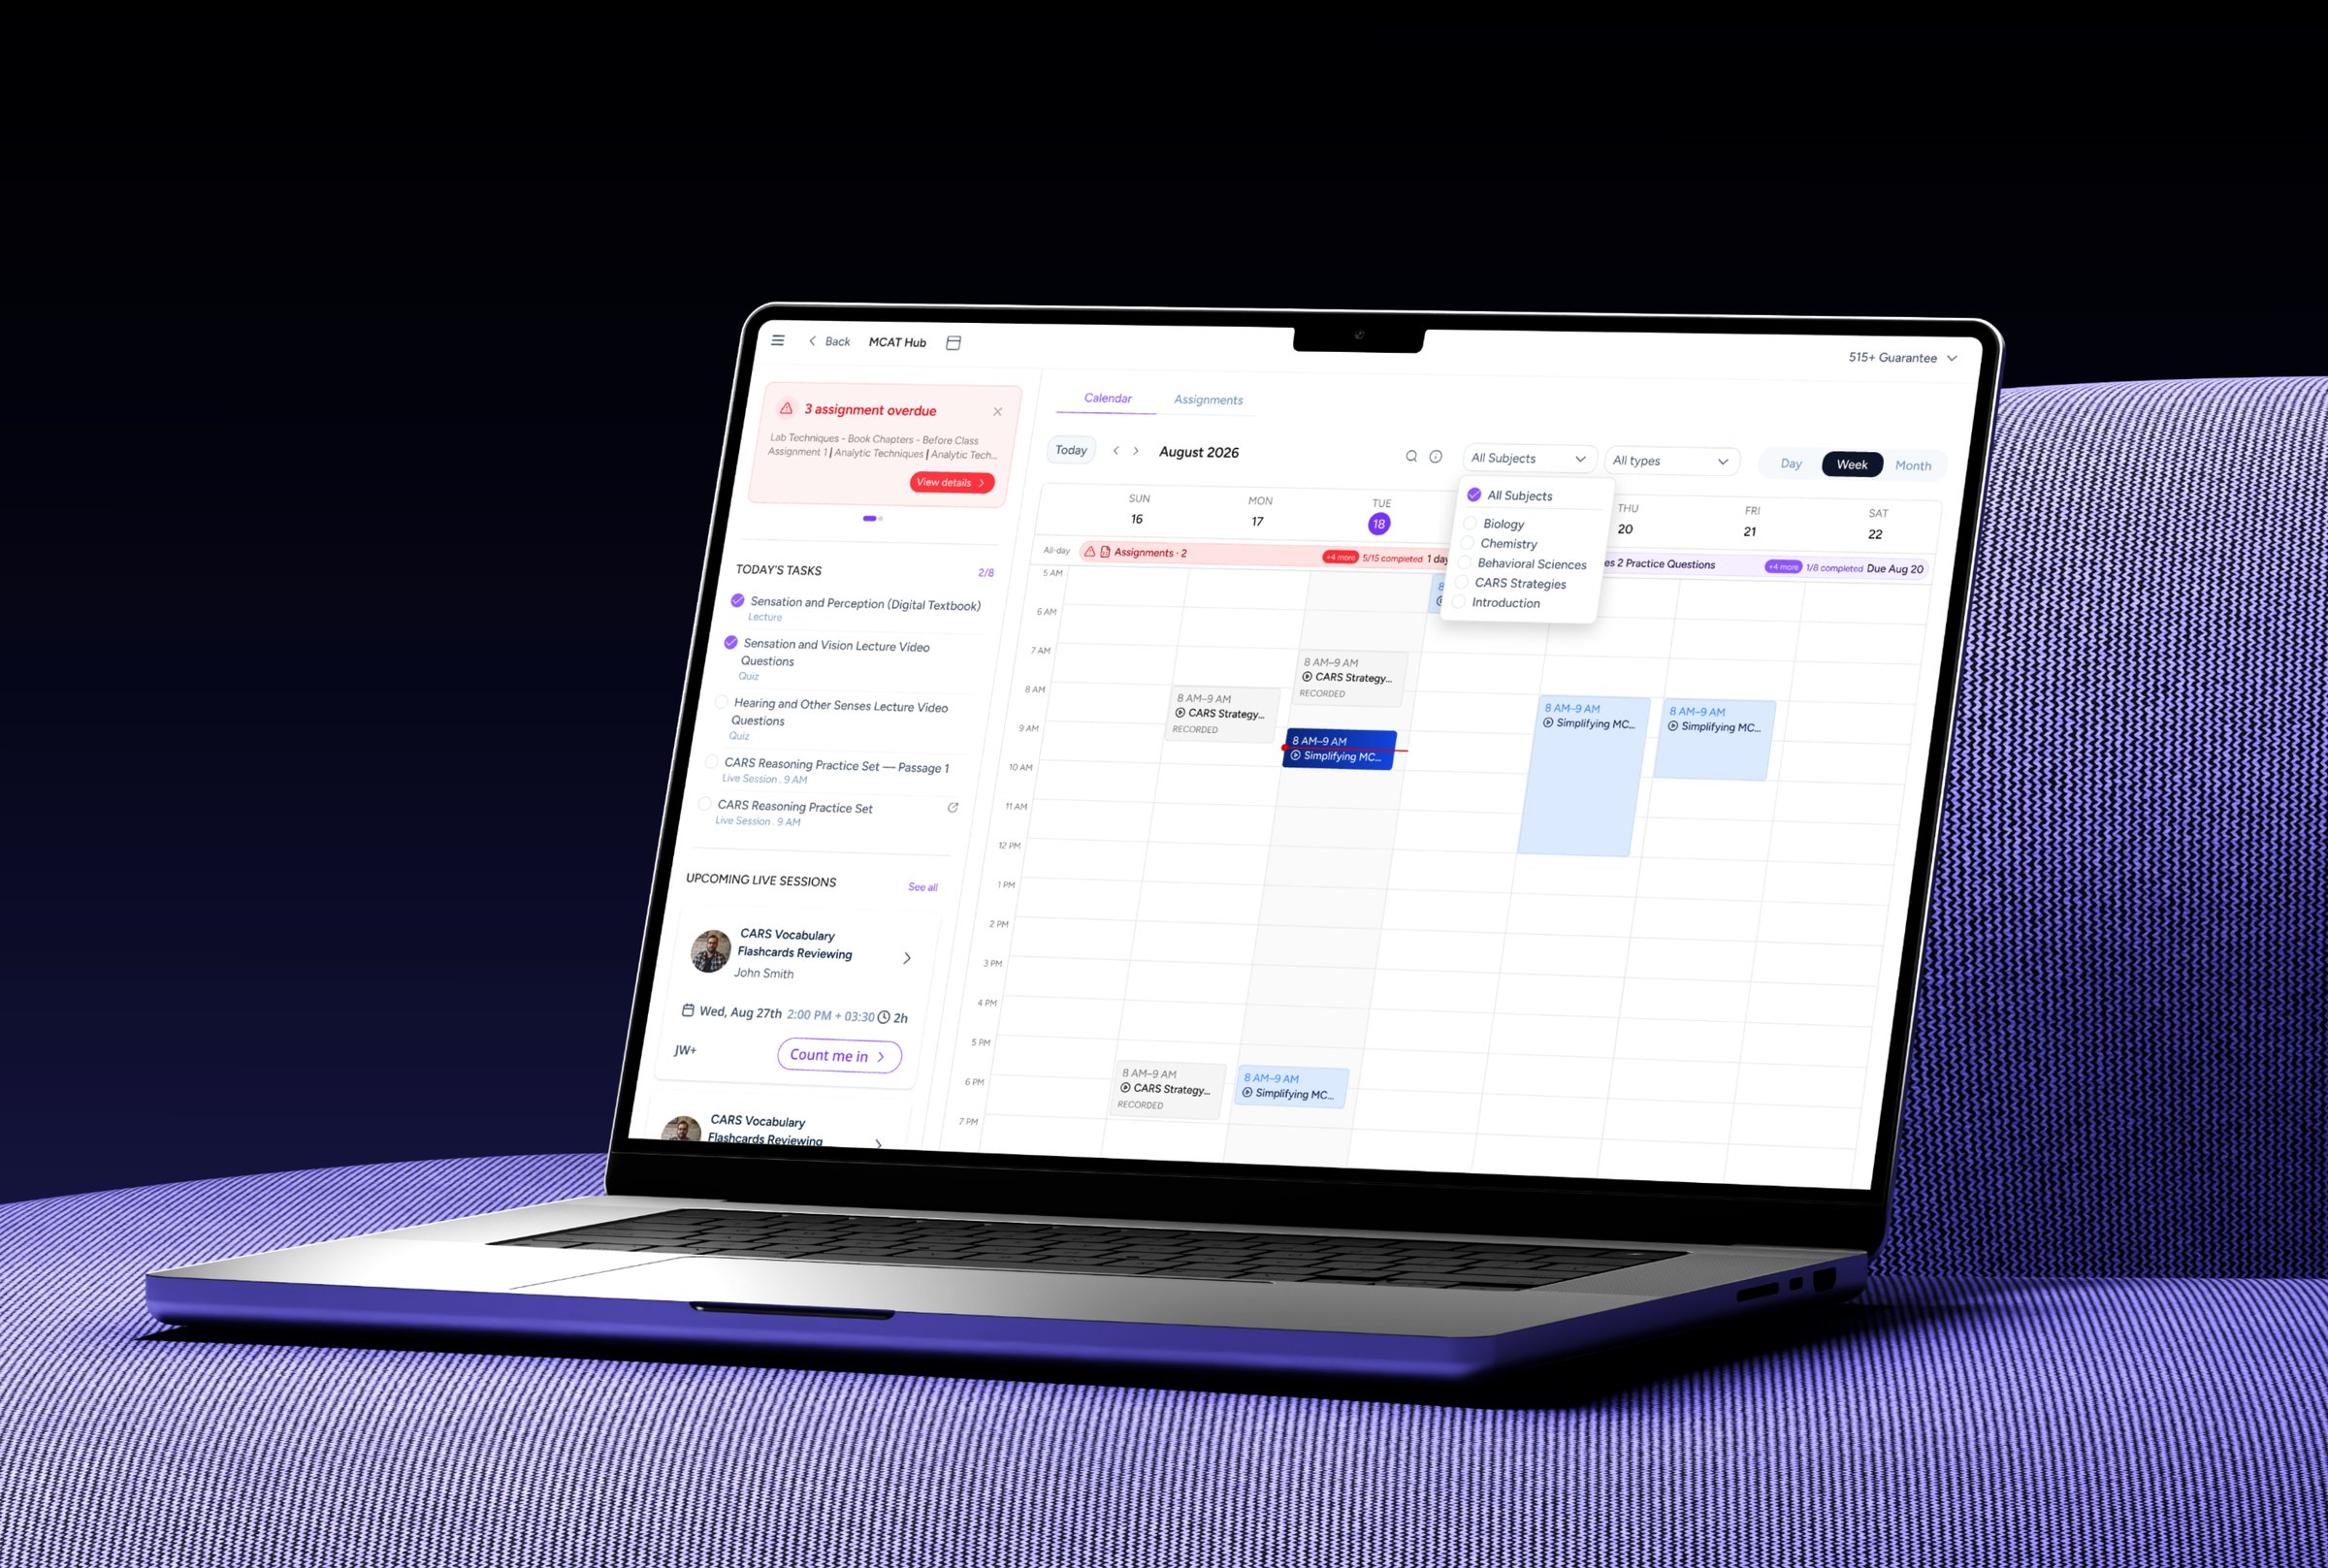 Back MCAT Hub
515+ Guarantee
3 assignment overdue
Lab Techniques - Book Chapters - Before Class
Assignment 1 | Analytic Techniques | Analytic Tech...
View details
TODAY'S TASKS 2/8
Sensation and Perception (Digital Textbook)
Lecture
Sensation and Vision Lecture Video
Questions
Quiz
Hearing and Other Senses Lecture Video
Questions
Quiz
CARS Reasoning Practice Set — Passage 1
Live Session . 9 AM
CARS Reasoning Practice Set
Live Session . 9 AM
UPCOMING LIVE SESSIONS See all
CARS Vocabulary
Flashcards Reviewing
John Smith
Wed, Aug 27th 2:00 PM + 03:30 2h
JW+ Count me in
CARS Vocabulary
Flashcards Reviewing
Calendar Assignments
Today August 2026 All Subjects All types Day Week Month
All Subjects
Biology
Chemistry
Behavioral Sciences
CARS Strategies
Introduction
SUN MON TUE THU FRI SAT
16 17 18 20 21 22
All-day Assignments · 2 +4 more 5/15 completed 1 day
es 2 Practice Questions +4 more 1/8 completed Due Aug 20
5 AM
8
6 AM
7 AM
8 AM–9 AM
CARS Strategy...
RECORDED
8 AM
8 AM–9 AM
CARS Strategy...
RECORDED
8 AM–9 AM
Simplifying MC...
8 AM–9 AM
Simplifying MC...
9 AM
8 AM–9 AM
Simplifying MC...
10 AM
11 AM
12 PM
1 PM
2 PM
3 PM
4 PM
5 PM
8 AM–9 AM
CARS Strategy...
RECORDED
8 AM–9 AM
Simplifying MC...
6 PM
7 PM